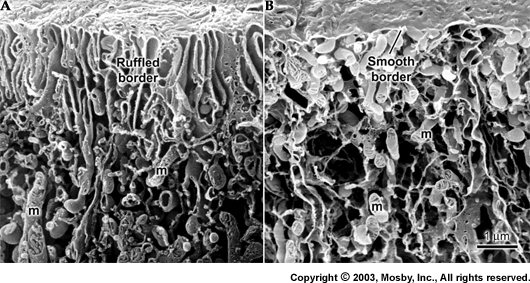 A
Ruffled
border
m
m
B
Smooth
border
m
m
1 µm
Copyright © 2003, Mosby, Inc., All rights reserved.